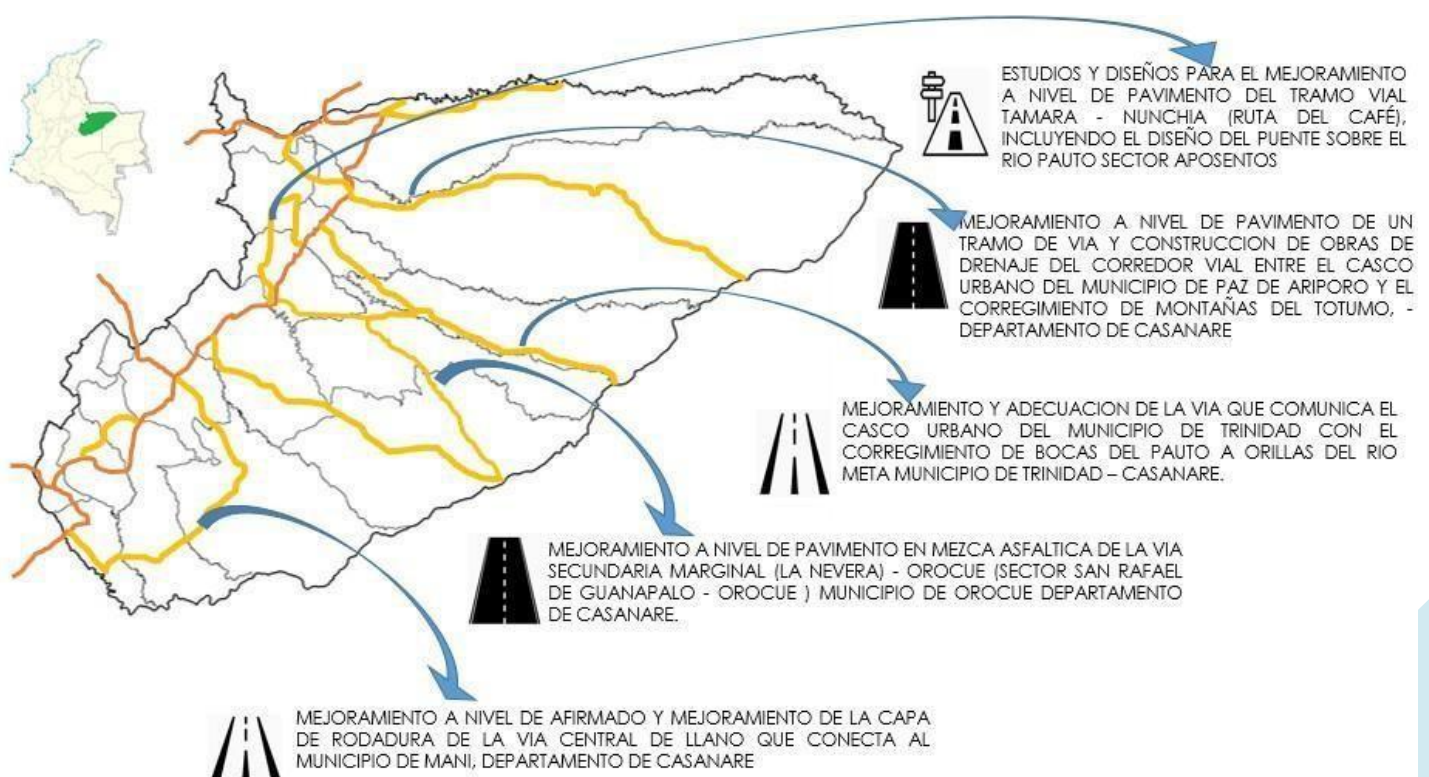 ESTUDIOS Y DISEÑOS PARA EL MEJORAMIENTO
A NIVEL DE PAVIMENTO DEL TRAMO VIAL
TAMARA - NUNCHIA (RUTA DEL CAFÉ),
INCLUYENDO EL DISEÑO DEL PUENTE SOBRE EL
RIO PAUTO SECTOR APOSENTOS
MEJORAMIENTO A NIVEL DE PAVIMENTO DE UN
TRAMO DE VIA Y CONSTRUCCION DE OBRAS DE
DRENAJE DEL CORREDOR VIAL ENTRE EL CASCO
URBANO DEL MUNICIPIO DE PAZ DE ARIPORO Y EL
CORREGIMIENTO DE MONTAÑAS DEL TOTUMO, -
DEPARTAMENTO DE CASANARE
MEJORAMIENTO Y ADECUACION DE LA VIA QUE COMUNICA EL
CASCO URBANO DEL MUNICIPIO DE TRINIDAD CON EL
CORREGIMIENTO DE BOCAS DEL PAUTO A ORILLAS DEL RIO
META MUNICIPIO DE TRINIDAD – CASANARE.
MEJORAMIENTO A NIVEL DE PAVIMENTO EN MEZCA ASFALTICA DE LA VIA
SECUNDARIA MARGINAL (LA NEVERA) - OROCUE (SECTOR SAN RAFAEL
DE GUANAPALO - OROCUE ) MUNICIPIO DE OROCUE DEPARTAMENTO
DE CASANARE.
MEJORAMIENTO A NIVEL DE AFIRMADO Y MEJORAMIENTO DE LA CAPA
DE RODADURA DE LA VIA CENTRAL DE LLANO QUE CONECTA AL
MUNICIPIO DE MANI, DEPARTAMENTO DE CASANARE